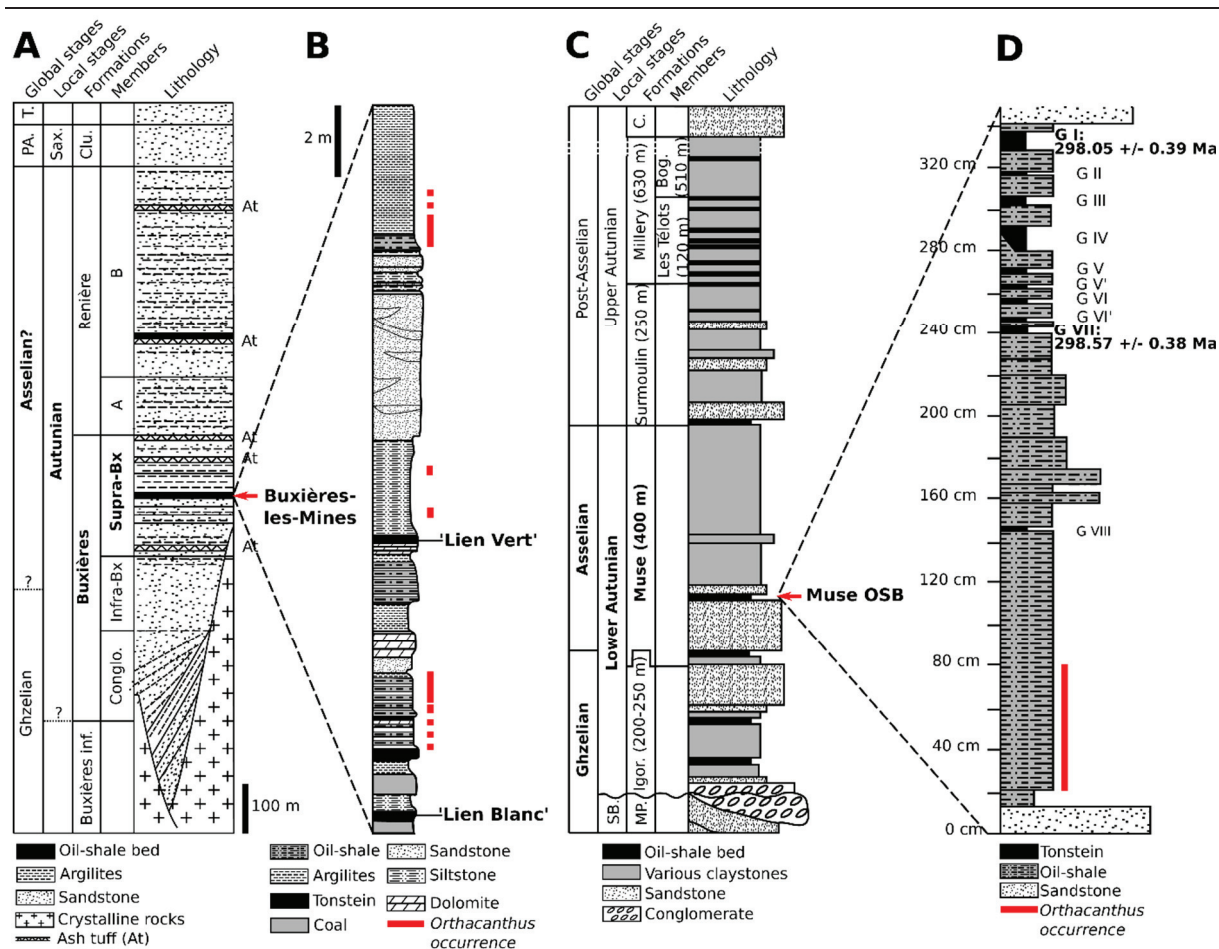 A
Global stages
Local stages
Formations
Members
Lithology
T.
PA.
Sax.
Clu.
Asselian?
Ghzelian
?
?
Autunian
Renière
Buxières
Buxières inf.
B
A
Supra-Bx
Infra-Bx
Conglo.
At
At
At
At
At
Buxières-
les-Mines
100 m
Oil-shale bed
Argilites
Sandstone
Crystalline rocks
Ash tuff (At)
B
2 m
'Lien Vert'
'Lien Blanc'
Oil-shale
Argilites
Tonstein
Coal
Sandstone
Siltstone
Dolomite
Orthacanthus
occurrence
C
Global stages
Local stages
Formations
Members
Lithology
Post-Asselian
Asselian
Ghzelian
Upper Autunian
Lower Autunian
SB.
C.
Millery (630 m)
Surmoulin (250 m)
Muse (400 m)
Igor. (200-250 m)
MP.
Bog.
(510 m)
Les Télots
(120 m)
Muse OSB
Oil-shale bed
Various claystones
Sandstone
Conglomerate
D
G I:
298.05 +/- 0.39 Ma
320 cm
G II
G III
G IV
280 cm
G V
G V'
G VI
G VI'
240 cm
G VII:
298.57 +/- 0.38 Ma
200 cm
160 cm
G VIII
120 cm
80 cm
40 cm
0 cm
Tonstein
Oil-shale
Sandstone
Orthacanthus
occurrence